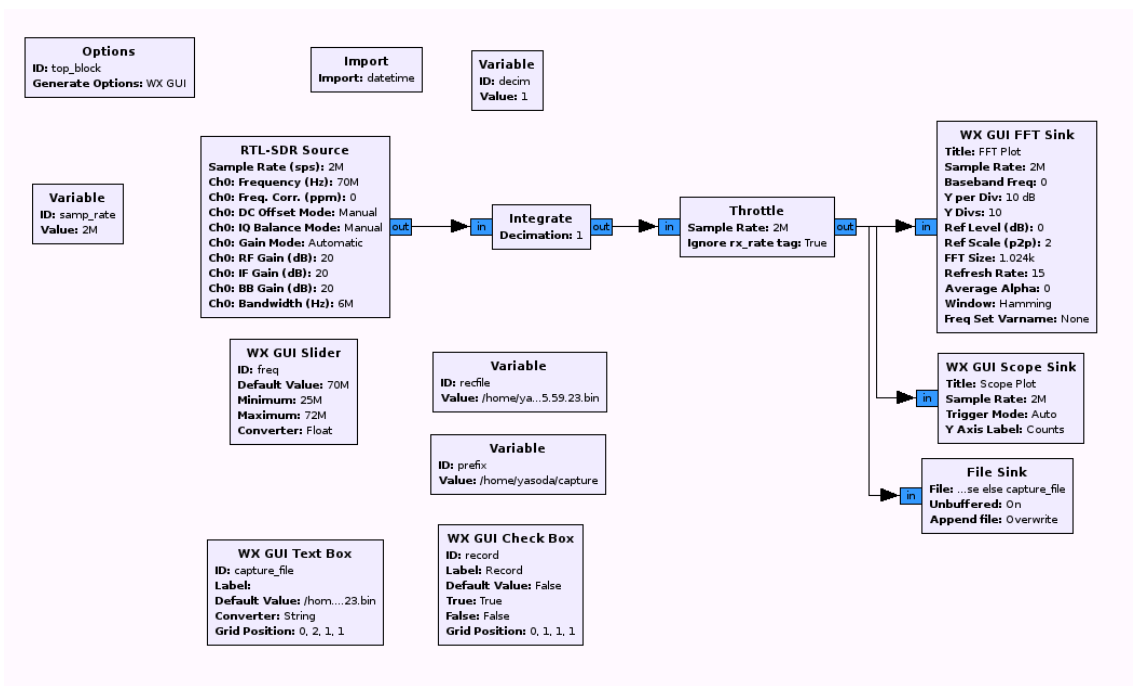 Options
ID: top_block
Generate Options: WX GUI
Import
Import: datetime
Variable
ID: decim
Value: 1
Variable
ID: samp_rate
Value: 2M
RTL-SDR Source
Sample Rate (sps): 2M
Ch0: Frequency (Hz): 70M
Ch0: Freq. Corr. (ppm): 0
Ch0: DC Offset Mode: Manual
Ch0: IQ Balance Mode: Manual
Ch0: Gain Mode: Automatic
Ch0: RF Gain (dB): 20
Ch0: IF Gain (dB): 20
Ch0: BB Gain (dB): 20
Ch0: Bandwidth (Hz): 6M
out
in
Integrate
Decimation: 1
out
in
Throttle
Sample Rate: 2M
Ignore rx_rate tag: True
out
in
WX GUI FFT Sink
Title: FFT Plot
Sample Rate: 2M
Baseband Freq: 0
Y per Div: 10 dB
Y Divs: 10
Ref Level (dB): 0
Ref Scale (p2p): 2
FFT Size: 1.024k
Refresh Rate: 15
Average Alpha: 0
Window: Hamming
Freq Set Varname: None
WX GUI Slider
ID: freq
Default Value: 70M
Minimum: 25M
Maximum: 72M
Converter: Float
Variable
ID: recfile
Value: /home/ya...5.59.23.bin
in
WX GUI Scope Sink
Title: Scope Plot
Sample Rate: 2M
Trigger Mode: Auto
Y Axis Label: Counts
Variable
ID: prefix
Value: /home/yasoda/capture
in
File Sink
File: ...se else capture_file
Unbuffered: On
Append file: Overwrite
WX GUI Text Box
ID: capture_file
Label:
Default Value: /hom....23.bin
Converter: String
Grid Position: 0, 2, 1, 1
WX GUI Check Box
ID: record
Label: Record
Default Value: False
True: True
False: False
Grid Position: 0, 1, 1, 1